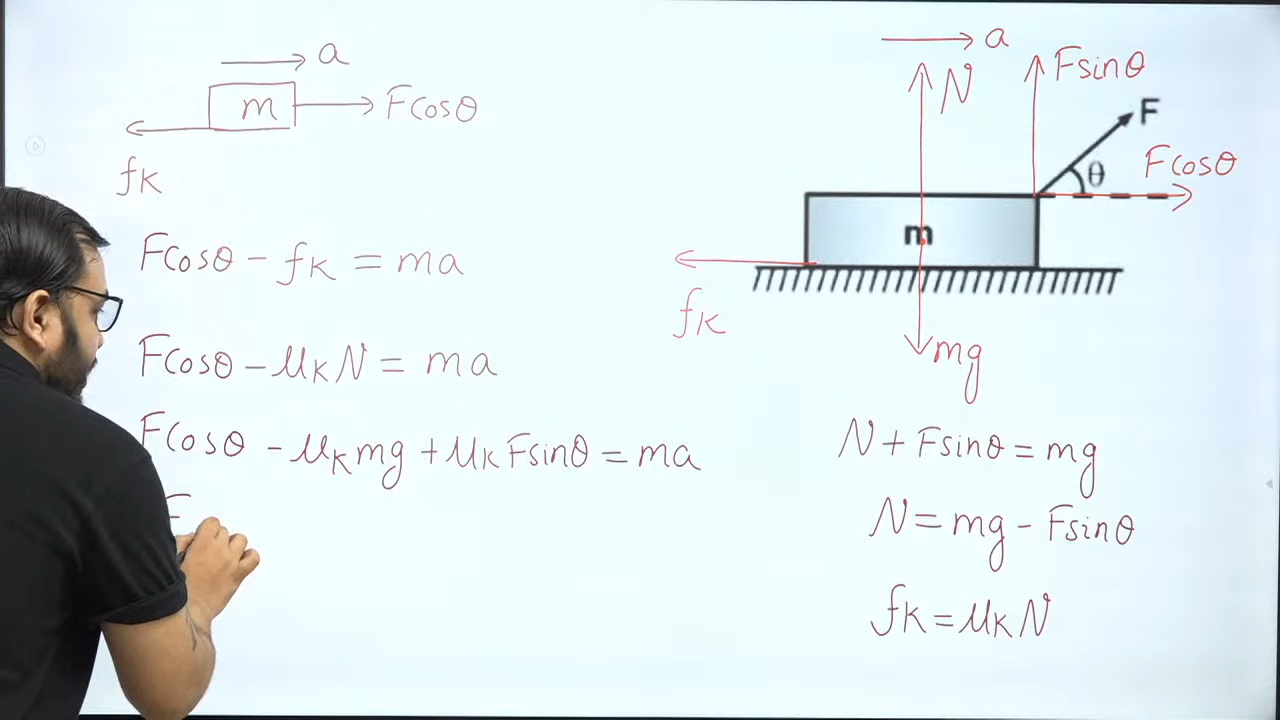 a
m
Fcosθ
fK
Fcosθ - fK = ma
Fcosθ - μKN = ma
Fcosθ - μKmg + μKFsinθ = ma
F
a
N
Fsinθ
F
θ
Fcosθ
m
fK
mg
N + Fsinθ = mg
N = mg - Fsinθ
fK = μKN